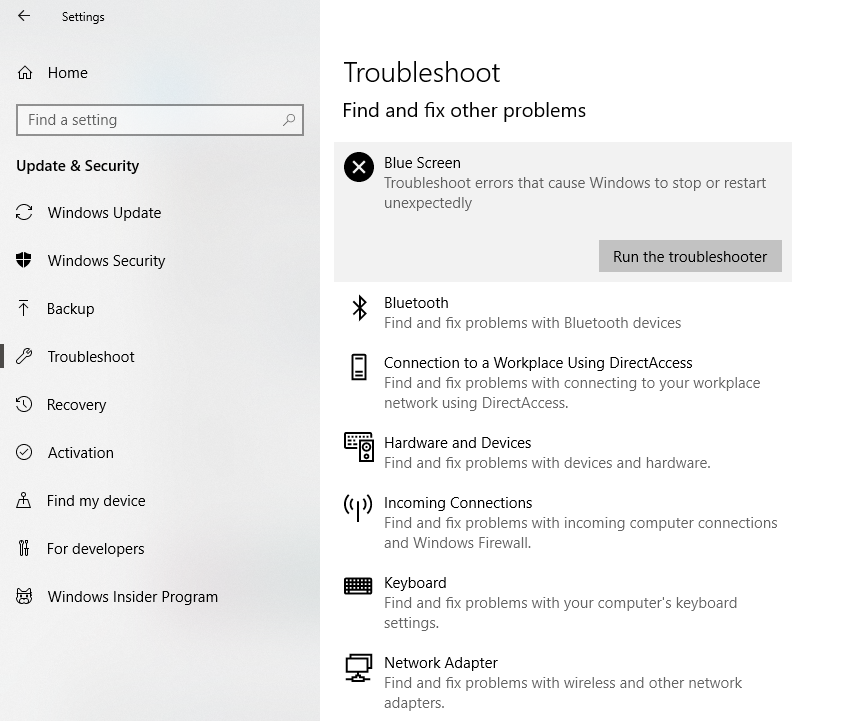 Settings
Home
Find a setting
Update & Security
Windows Update
Windows Security
Backup
Troubleshoot
Recovery
Activation
Find my device
For developers
Windows Insider Program
Troubleshoot
Find and fix other problems
Blue Screen
Troubleshoot errors that cause Windows to stop or restart
unexpectedly
Run the troubleshooter
Bluetooth
Find and fix problems with Bluetooth devices
Connection to a Workplace Using DirectAccess
Find and fix problems with connecting to your workplace
network using DirectAccess.
Hardware and Devices
Find and fix problems with devices and hardware.
Incoming Connections
Find and fix problems with incoming computer connections
and Windows Firewall.
Keyboard
Find and fix problems with your computer's keyboard
settings.
Network Adapter
Find and fix problems with wireless and other network
adapters.